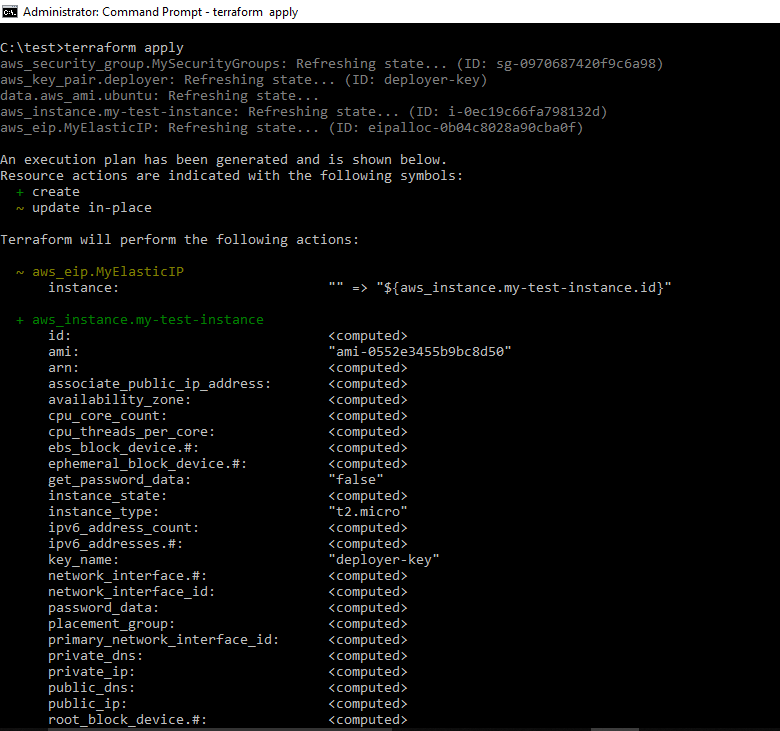 Administrator: Command Prompt - terraform apply
C:\test>terraform apply
aws_security_group.MySecurityGroups: Refreshing state... (ID: sg-0970687420f9c6a98)
aws_key_pair.deployer: Refreshing state... (ID: deployer-key)
data.aws_ami.ubuntu: Refreshing state...
aws_instance.my-test-instance: Refreshing state... (ID: i-0ec19c66fa798132d)
aws_eip.MyElasticIP: Refreshing state... (ID: eipalloc-0b04c8028a90cba0f)
An execution plan has been generated and is shown below.
Resource actions are indicated with the following symbols:
+ create
~ update in-place
Terraform will perform the following actions:
~ aws_eip.MyElasticIP
instance: "" => "${aws_instance.my-test-instance.id}"
+ aws_instance.my-test-instance
id: <computed>
ami: "ami-0552e3455b9bc8d50"
arn: <computed>
associate_public_ip_address: <computed>
availability_zone: <computed>
cpu_core_count: <computed>
cpu_threads_per_core: <computed>
ebs_block_device.#: <computed>
ephemeral_block_device.#: <computed>
get_password_data: "false"
instance_state: <computed>
instance_type: "t2.micro"
ipv6_address_count: <computed>
ipv6_addresses.#: <computed>
key_name: "deployer-key"
network_interface.#: <computed>
network_interface_id: <computed>
password_data: <computed>
placement_group: <computed>
primary_network_interface_id: <computed>
private_dns: <computed>
private_ip: <computed>
public_dns: <computed>
public_ip: <computed>
root_block_device.#: <computed>